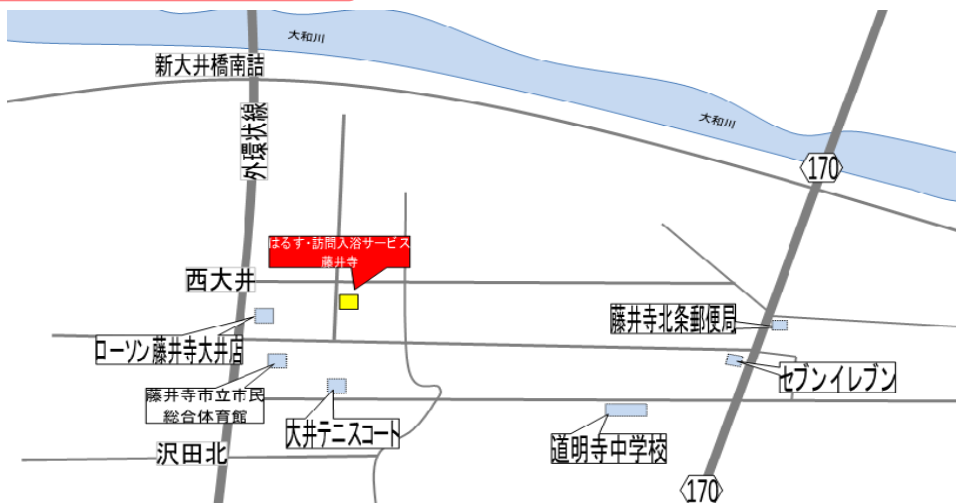 大和川
新大井橋南詰
大和川
外環状線
170
はるす・訪問入浴サービス
藤井寺
西大井
藤井寺北条郵便局
ローソン藤井寺大井店
セブンイレブン
藤井寺市立市民
総合体育館
大井テニスコート
道明寺中学校
沢田北
170